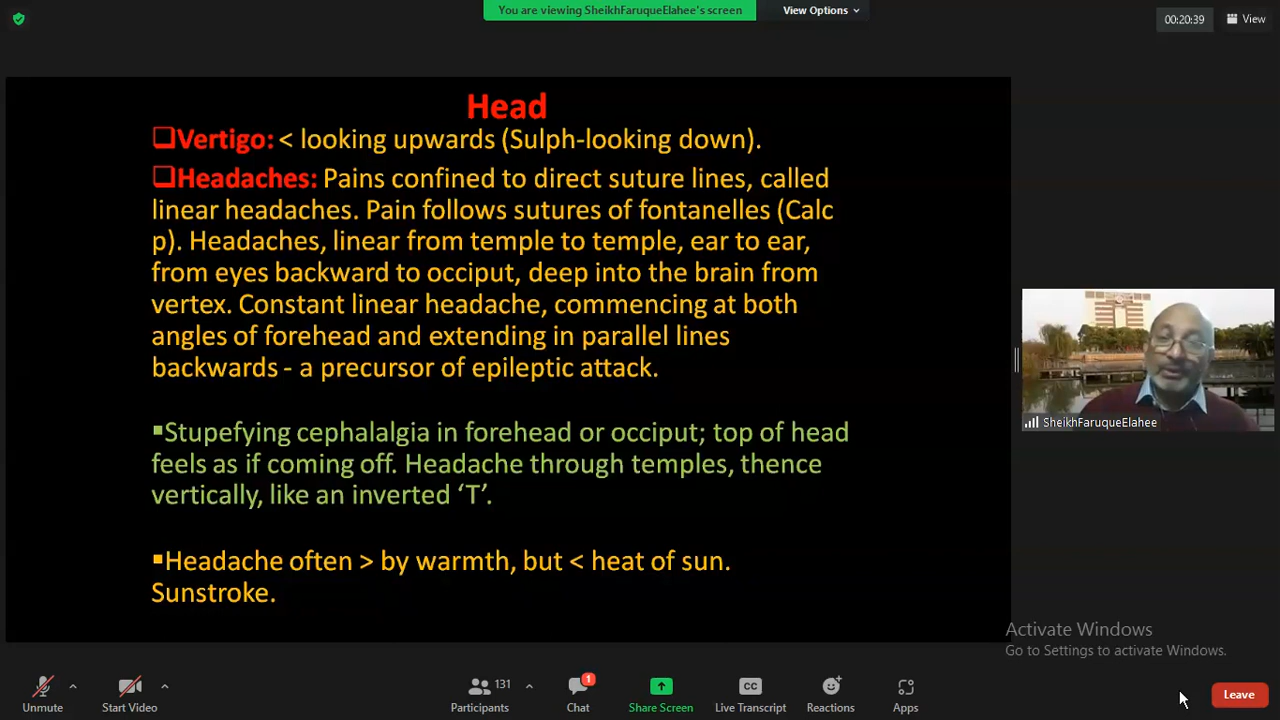 You are viewing SheikhFaruqueElahee's screen
View Options
00:20:39
View
Head
❑Vertigo: < looking upwards (Sulph-looking down).
❑Headaches: Pains confined to direct suture lines, called
linear headaches. Pain follows sutures of fontanelles (Calc
p). Headaches, linear from temple to temple, ear to ear,
from eyes backward to occiput, deep into the brain from
vertex. Constant linear headache, commencing at both
angles of forehead and extending in parallel lines
backwards - a precursor of epileptic attack.
▪Stupefying cephalalgia in forehead or occiput; top of head
feels as if coming off. Headache through temples, thence
vertically, like an inverted ‘T’.
▪Headache often > by warmth, but < heat of sun.
Sunstroke.
SheikhFaruqueElahee
Activate Windows
Go to Settings to activate Windows.
Unmute
Start Video
131
Participants
1
Chat
Share Screen
CC
Live Transcript
Reactions
Apps
Leave